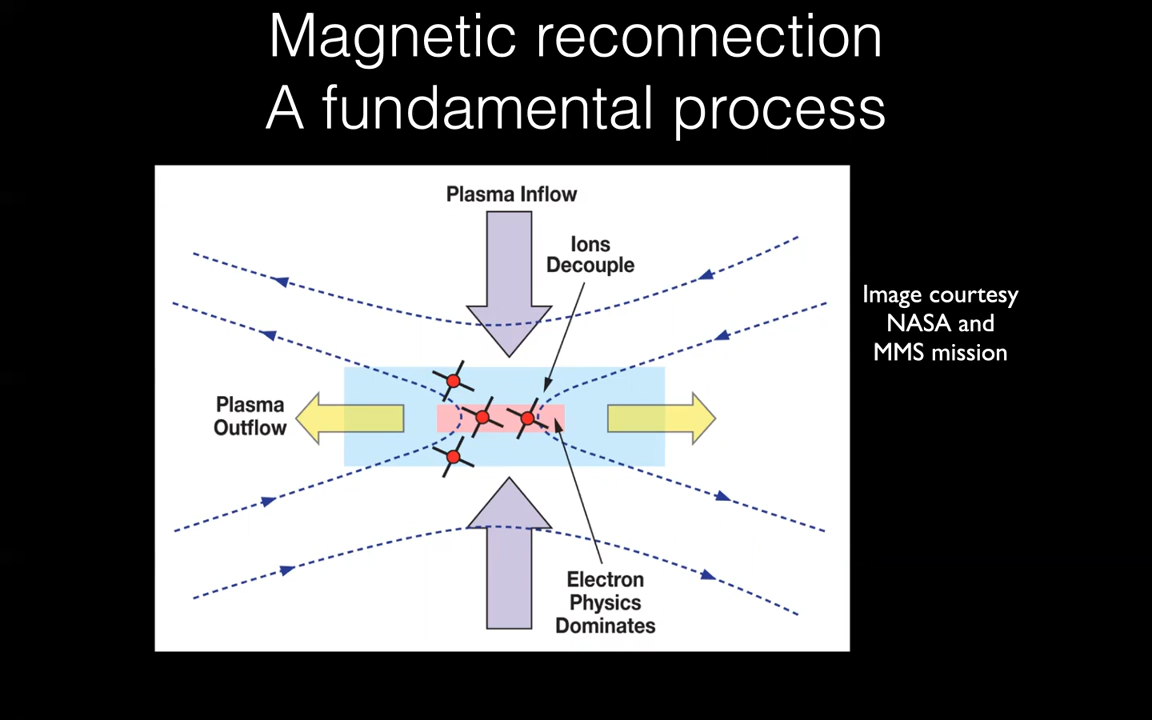 Magnetic reconnection
A fundamental process
Plasma Inflow
Ions
Decouple
Image courtesy
NASA and
MMS mission
Plasma
Outflow
Electron
Physics
Dominates